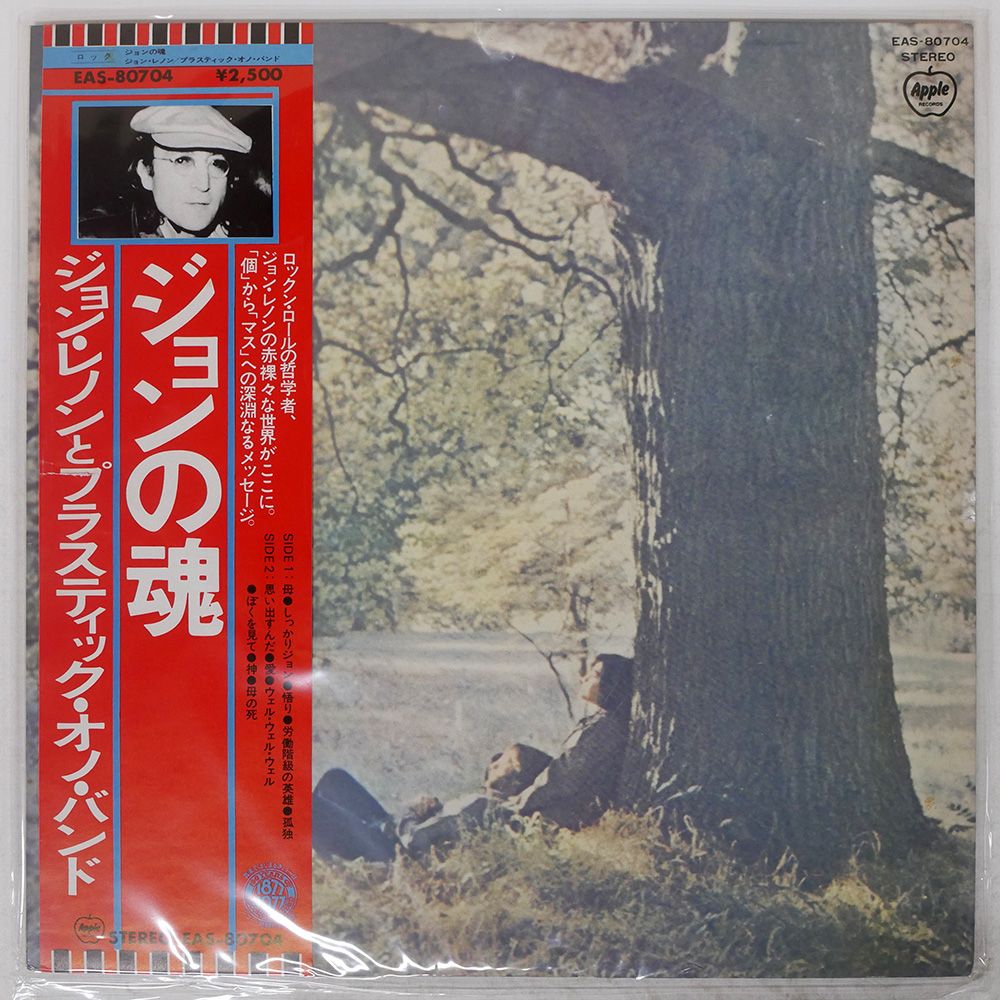 ロック
ジョンの魂
ジョン・レノン/プラスティック・オノ・バンド
EAS-80704 ¥2,500
ロックン・ロールの哲学者、
ジョン・レノンの赤裸々な世界がここに。
「個」から「マス」への深淵なるメッセージ。
SIDE 1:母●しっかりジョン●悟り●労働階級の英雄●孤独
SIDE 2:思い出すんだ●愛●ウェル・ウェル・ウェル
●ぼくを見て●神●母の死
ジョンの魂
ジョン・レノンとプラスティック・オノ・バンド
1877
Apple
STEREO EAS-80704
EAS-80704
STEREO
Apple
RECORDS